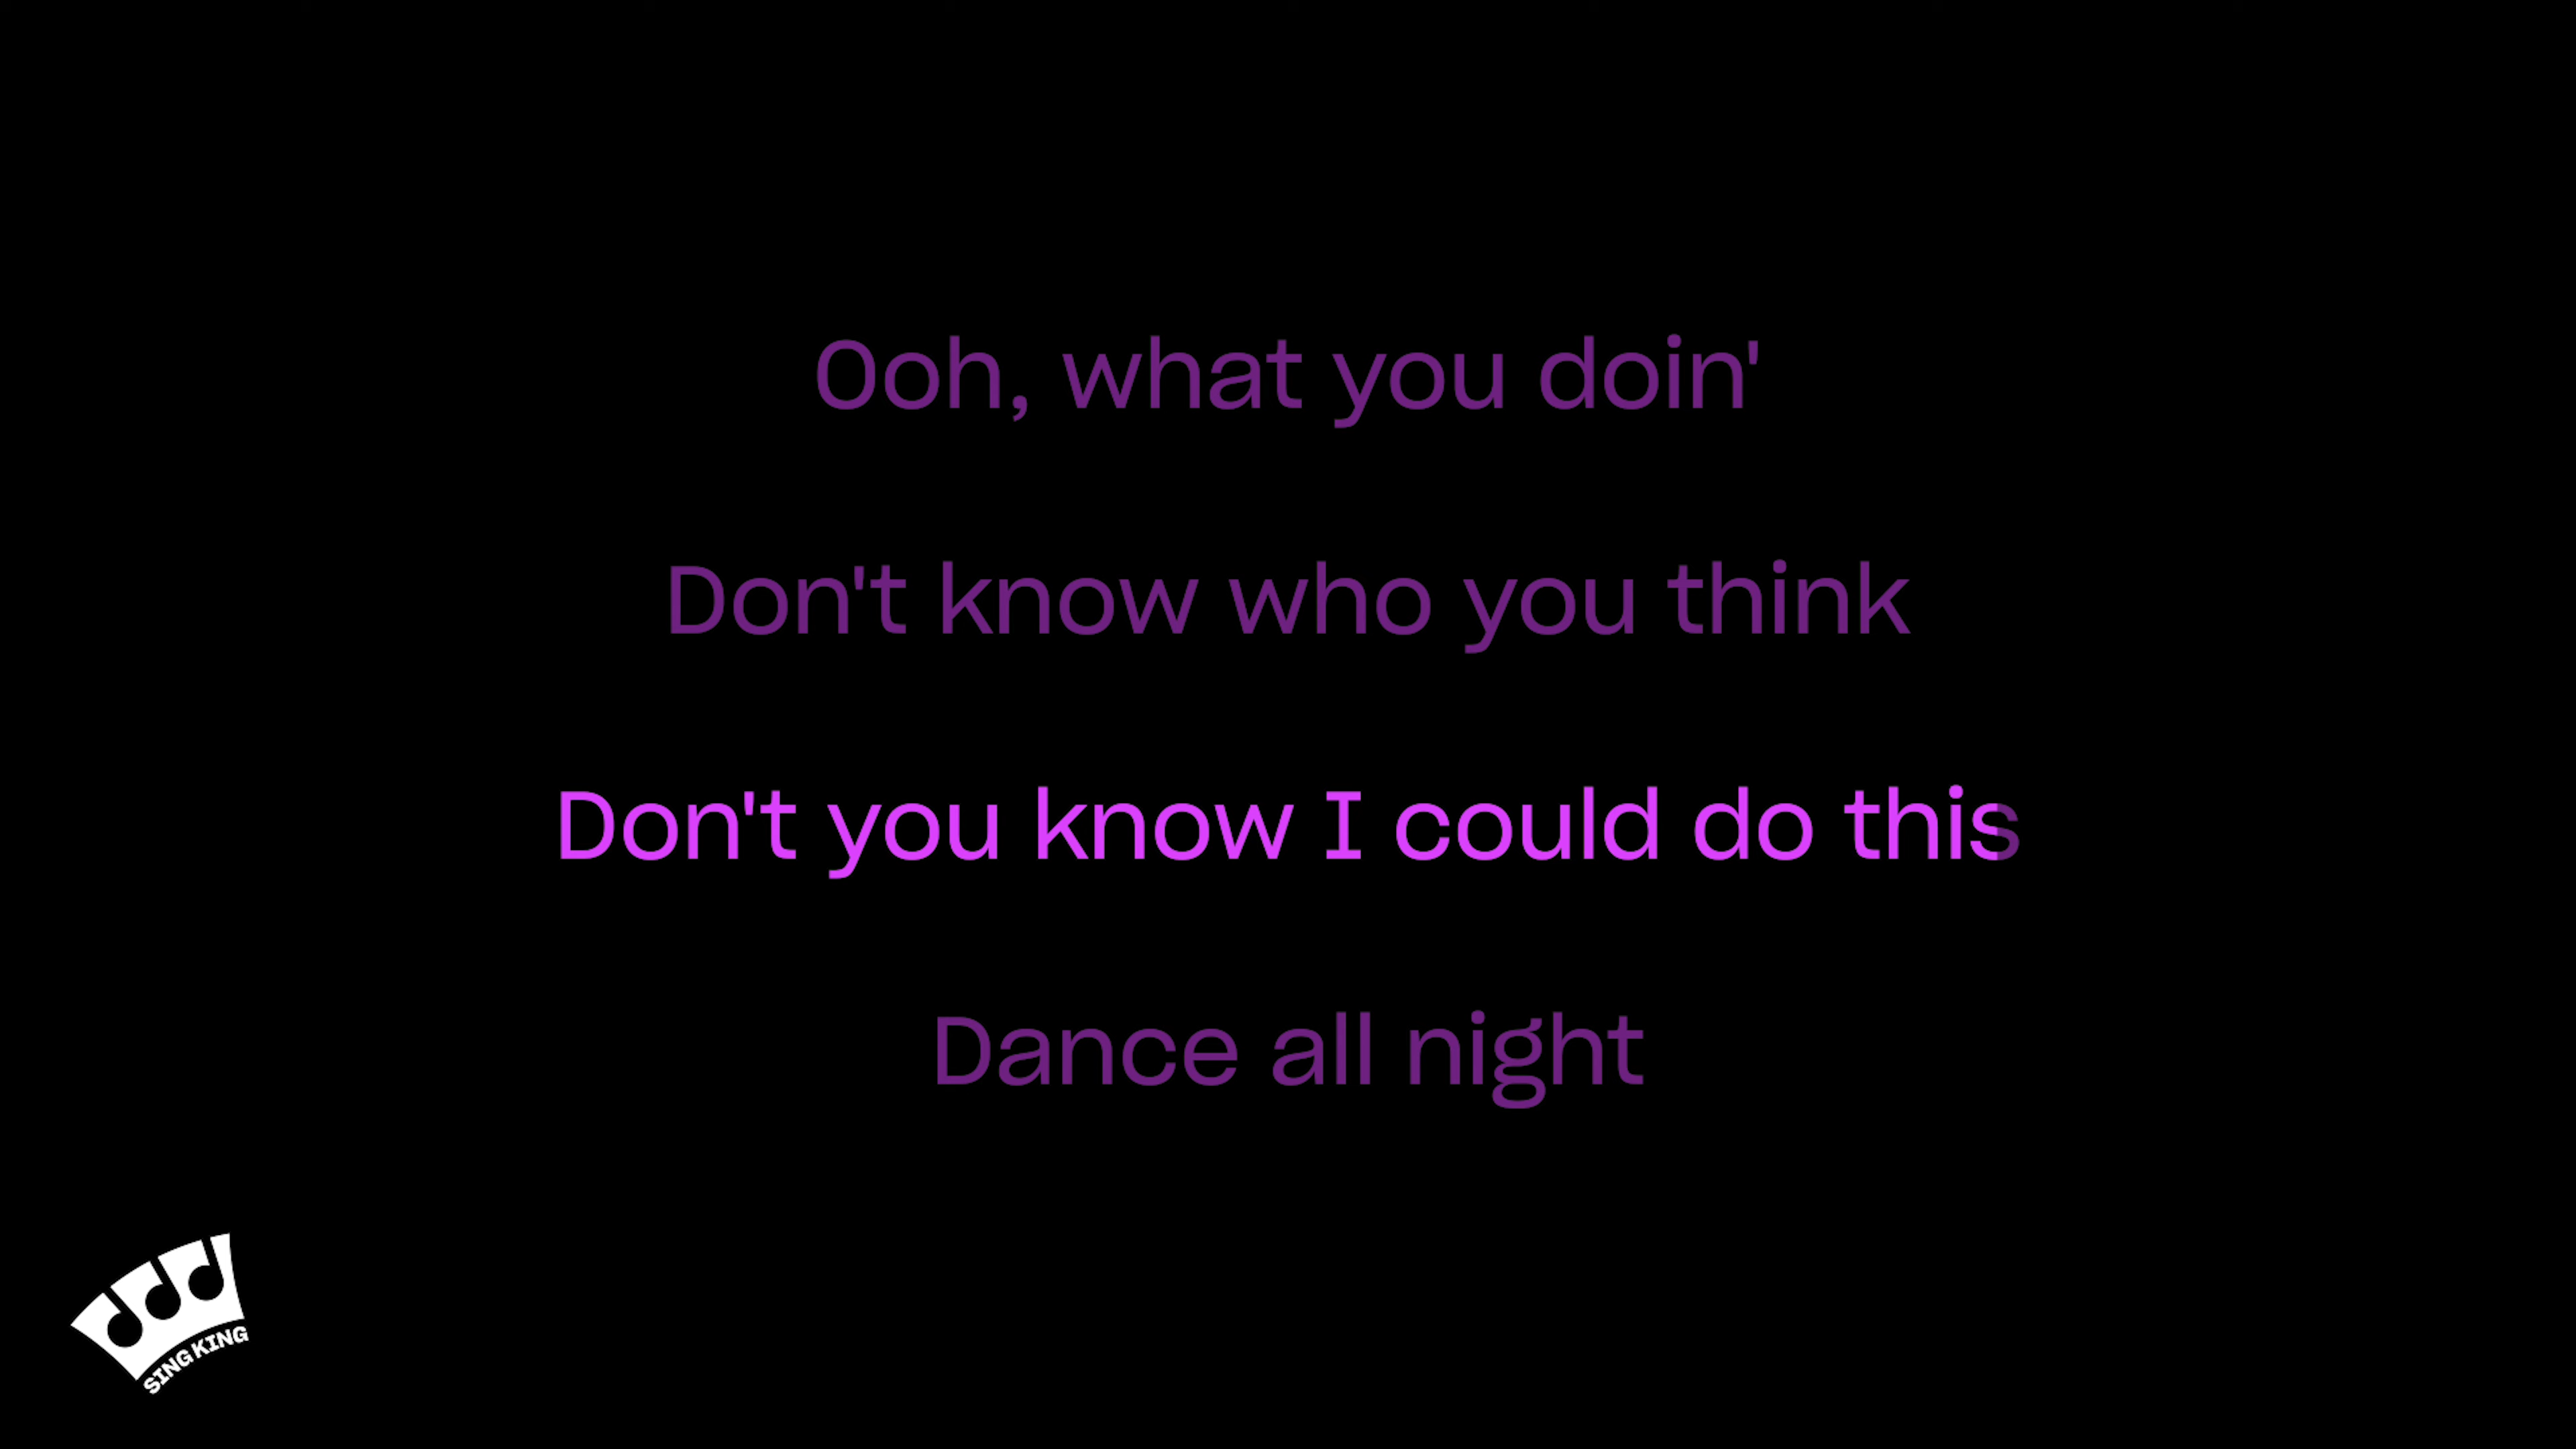 Ooh, what you doin'
Don't know who you think
Don't you know I could do this
Dance all night
SING KING